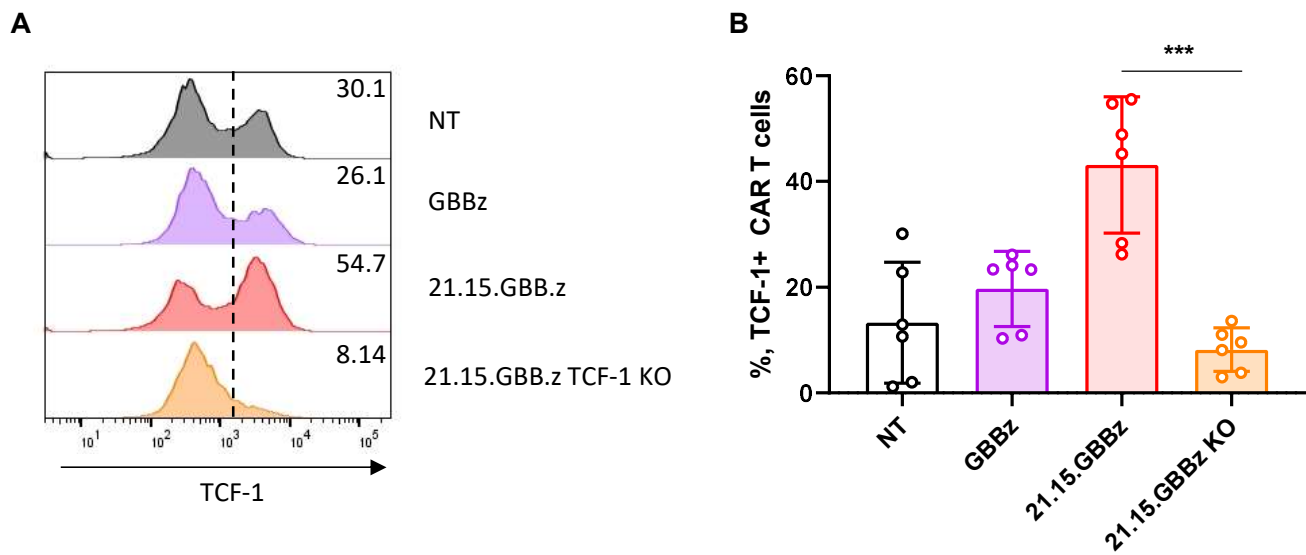 A
30.1
NT
26.1
GBBz
54.7
21.15.GBB.z
8.14
21.15.GBB.z TCF-1 KO
10¹ 10² 10³ 10⁴ 10⁵
TCF-1
B
***
%, TCF-1+ CAR T cells
60
40
20
0
NT
GBBz
21.15.GBBz
21.15.GBBz KO